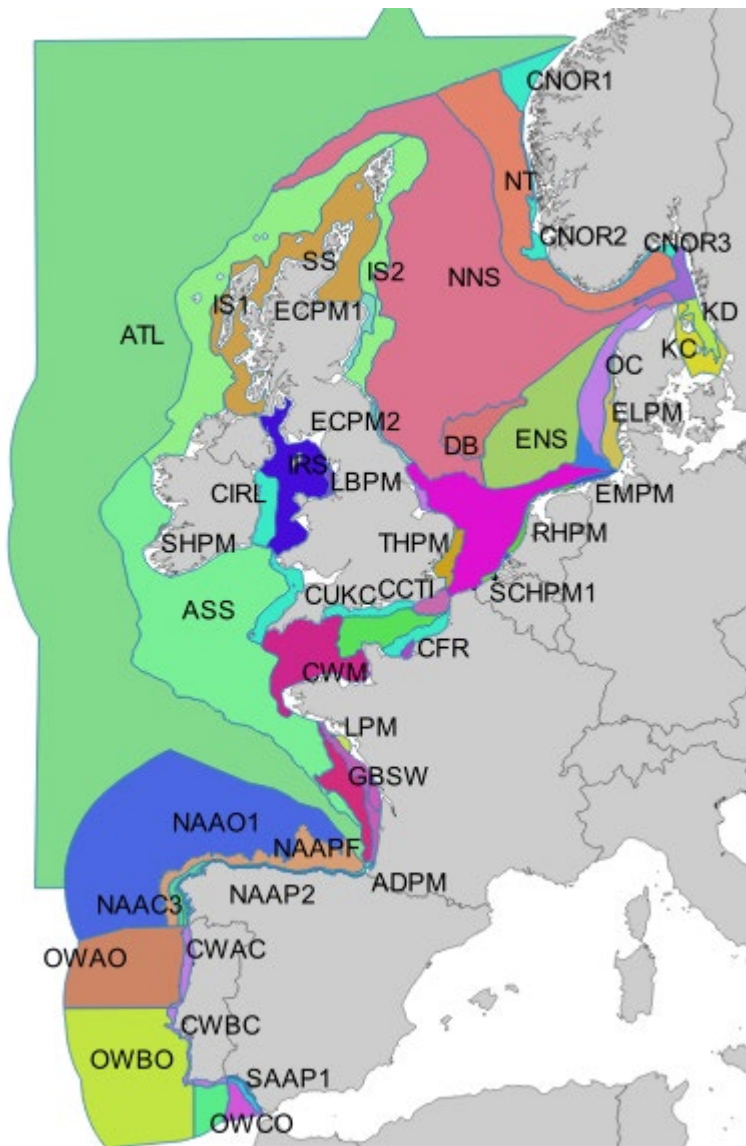 CNOR1
NT
CNOR2
CNOR3
SS
IS2
NNS
IS1
ECPM1
KD
KC
ATL
OC
ECPM2
ELPM
DB
ENS
IRS
LBPM
CIRL
EMPM
SHPM
THPM
RHPM
CUKC
CCTI
SCHPM1
ASS
CFR
CWM
LPM
GBSW
NAAO1
NAAPF
ADPM
NAAC3
NAAP2
OWAO
CWAC
CWBC
OWBO
SAAP1
OWCO